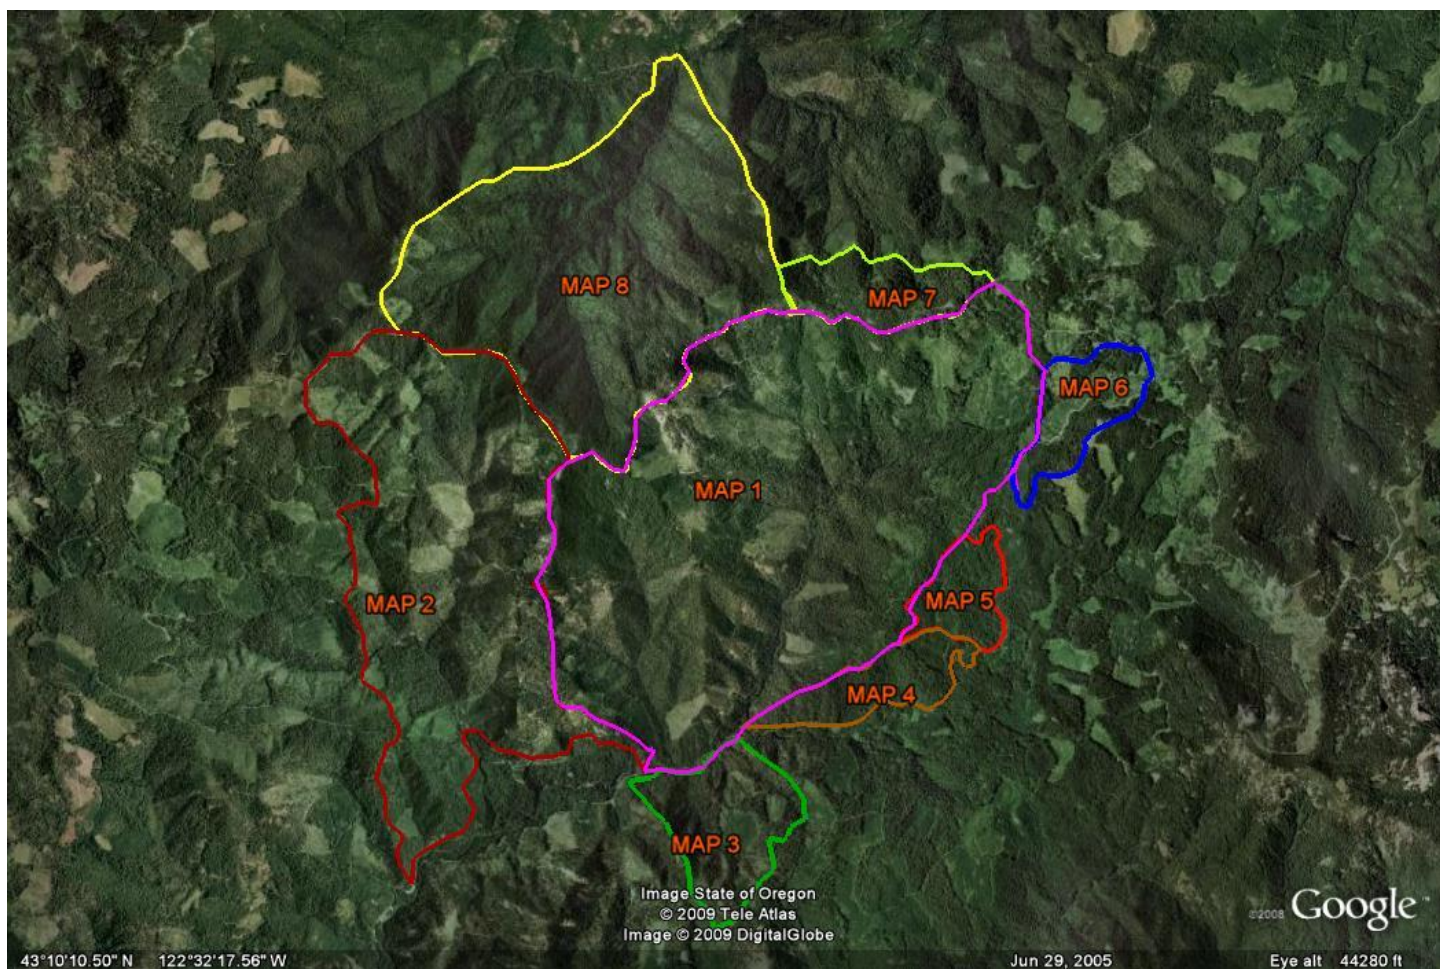 MAP 8
MAP 7
MAP 6
MAP 1
MAP 5
MAP 2
MAP 4
MAP 3
Image State of Oregon
© 2009 Tele Atlas
Image © 2009 DigitalGlobe
©2008 Google™
43°10'10.50" N 122°32'17.56" W Jun 29, 2005 Eye alt 44280 ft